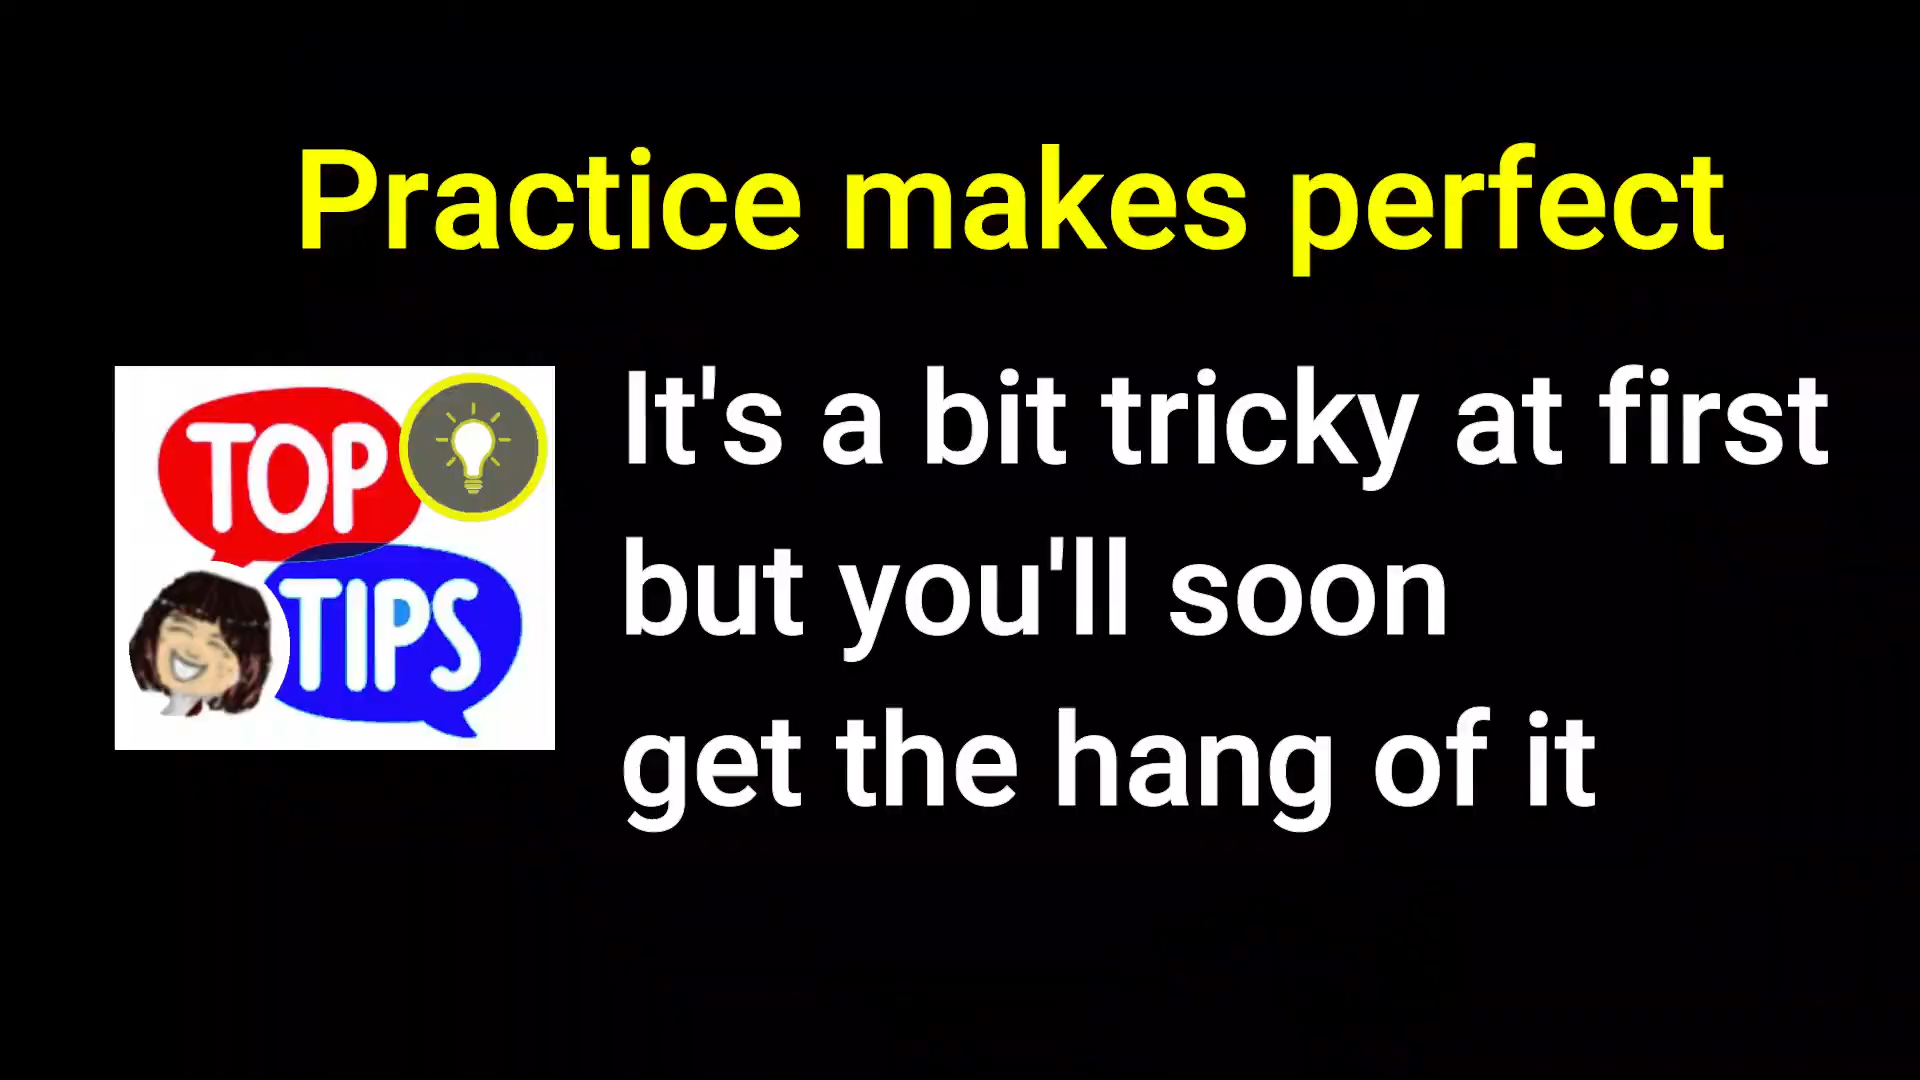 Practice makes perfect
TOP
TIPS
It's a bit tricky at first
but you'll soon
get the hang of it